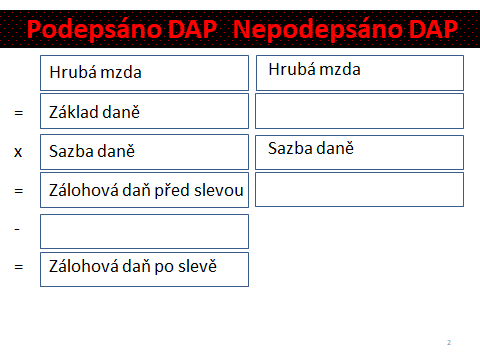 Podepsáno DAP Nepodepsáno DAP
Hrubá mzda Hrubá mzda
= Základ daně
x Sazba daně Sazba daně
= Zálohová daň před slevou
-
= Zálohová daň po slevě
2